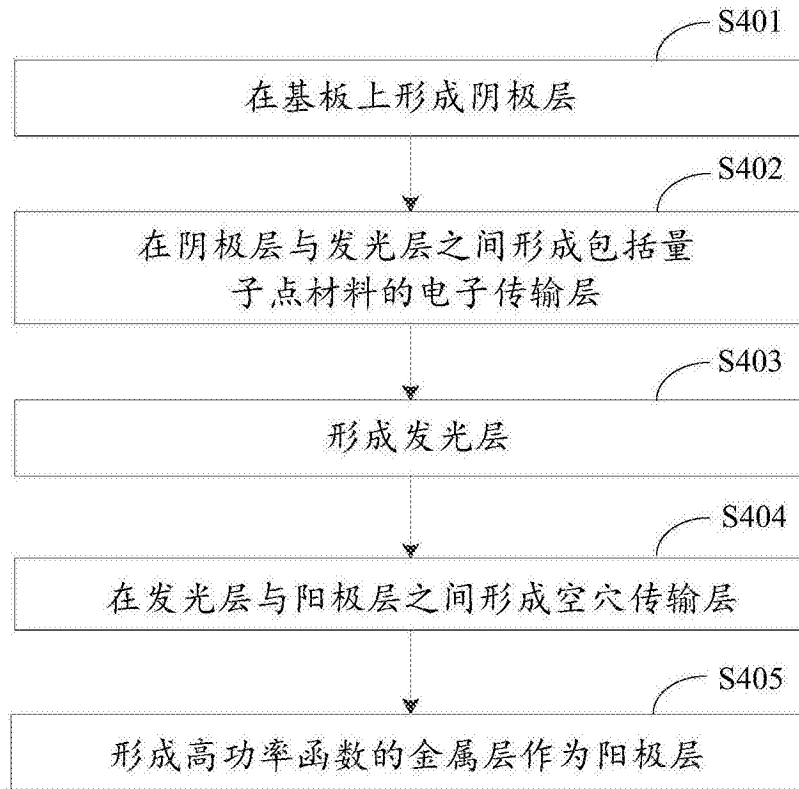 S401
在基板上形成阴极层
S402
在阴极层与发光层之间形成包括量
子点材料的电子传输层
S403
形成发光层
S404
在发光层与阳极层之间形成空穴传输层
S405
形成高功率函数的金属层作为阳极层